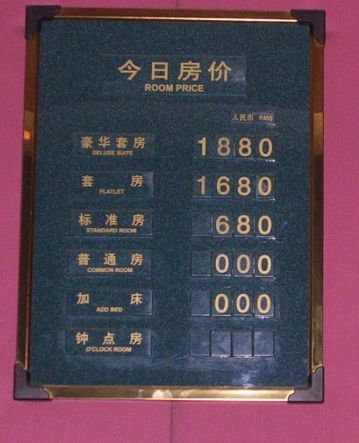 今日房价
ROOM PRICE
人民币 RMB
豪华套房 1880
DELUXE SUITE
套房 1680
FLATLET
标准房 680
STANDARD ROOM
普通房 000
COMMON ROOM
加床 000
ADD BED
钟点房
O'CLOCK ROOM